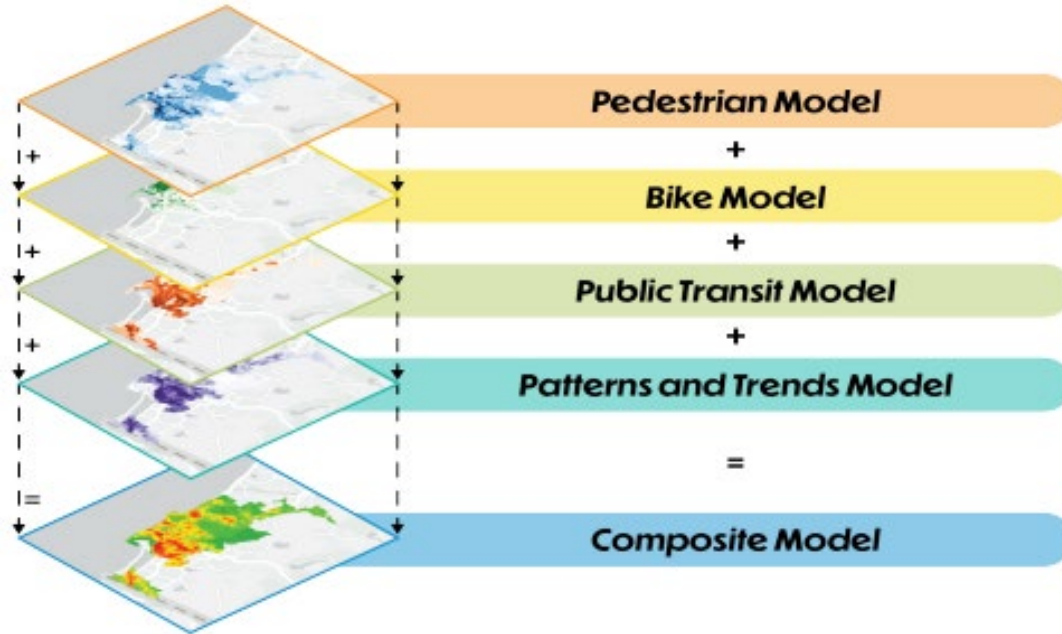 Pedestrian Model
+
+
Bike Model
+
+
Public Transit Model
+
+
Patterns and Trends Model
=
=
Composite Model